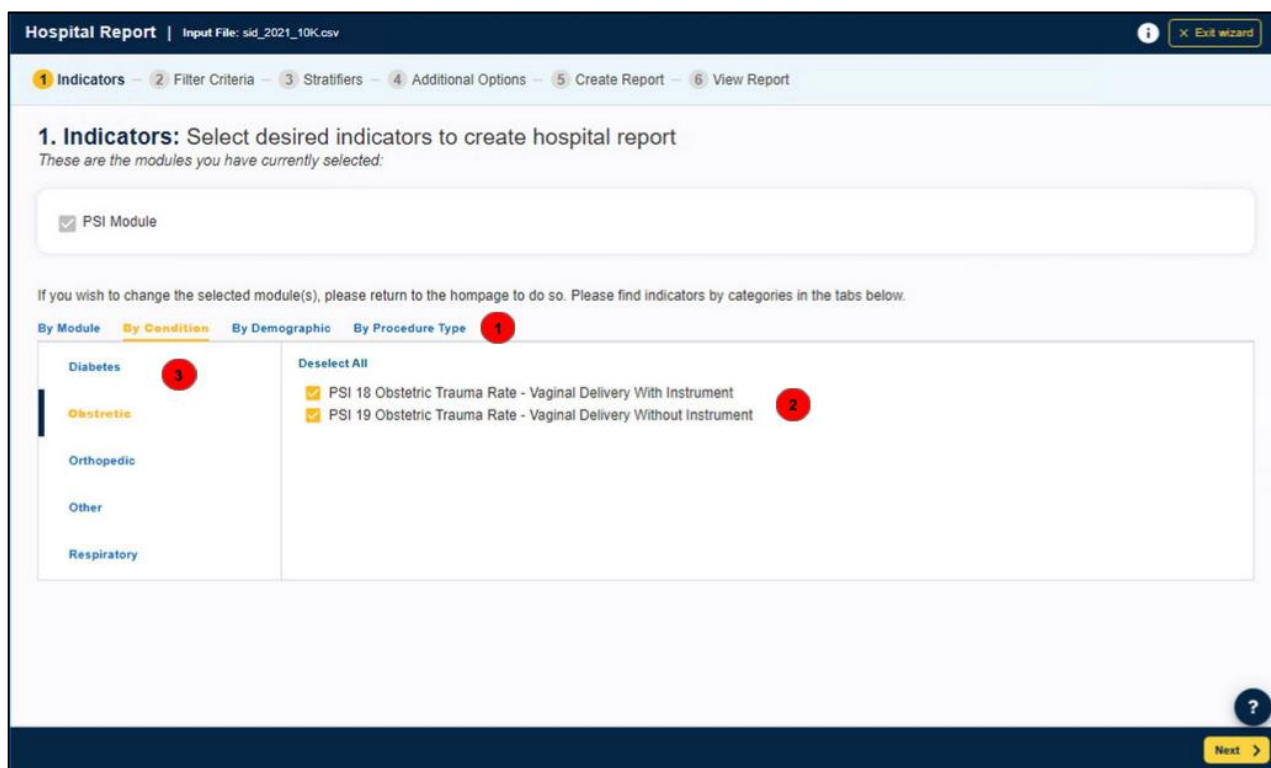 Hospital Report | Input File: sid_2021_10K.csv
i
× Exit wizard
1 Indicators – 2 Filter Criteria – 3 Stratifiers – 4 Additional Options – 5 Create Report – 6 View Report
1. Indicators: Select desired indicators to create hospital report
These are the modules you have currently selected:
PSI Module
If you wish to change the selected module(s), please return to the hompage to do so. Please find indicators by categories in the tabs below.
By Module By Condition By Demographic By Procedure Type 1
Diabetes 3
Obstretic
Orthopedic
Other
Respiratory
Deselect All
PSI 18 Obstetric Trauma Rate - Vaginal Delivery With Instrument
PSI 19 Obstetric Trauma Rate - Vaginal Delivery Without Instrument
2
?
Next >